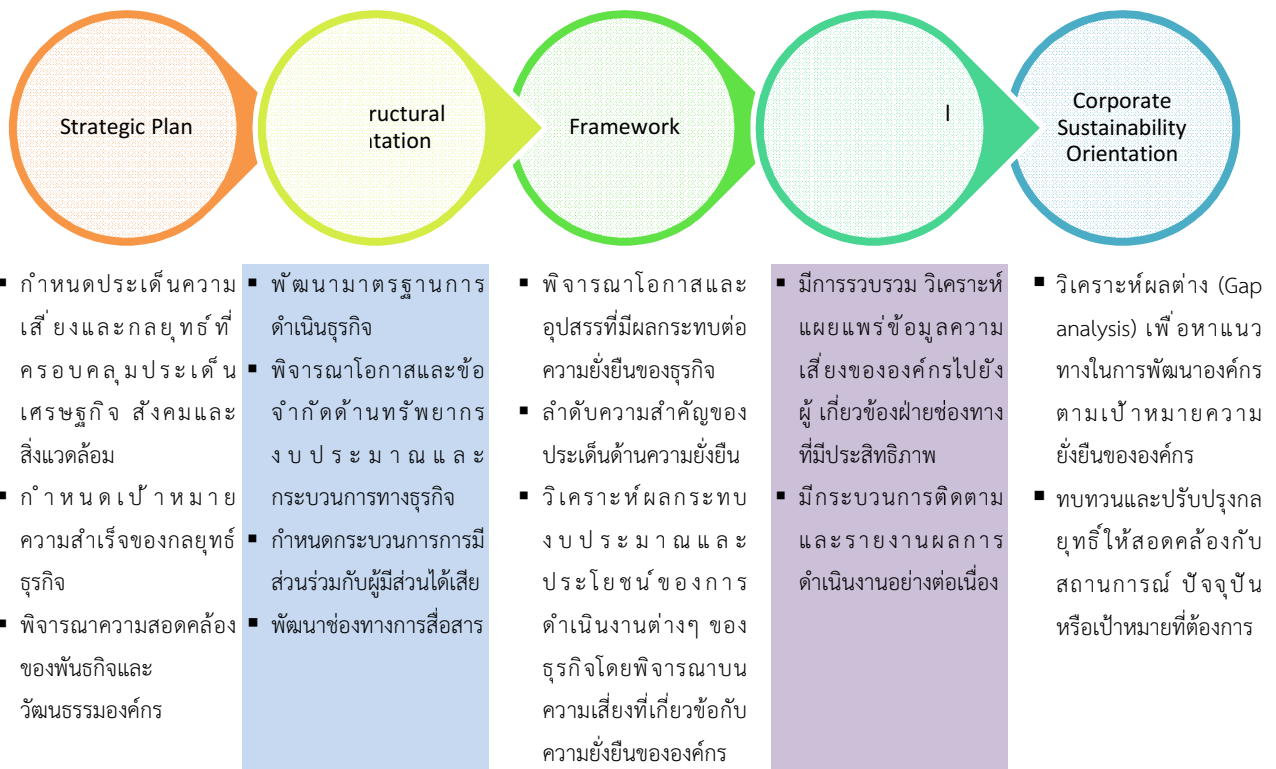 Strategic Plan
ructural
tation
Framework
l
Corporate
Sustainability
Orientation
▪ กำหนดประเด็นความ
เสี่ยงและกลยุทธ์ที่
ครอบคลุมประเด็น
เศรษฐกิจ สังคมและ
สิ่งแวดล้อม
▪ กำหนดเป้าหมาย
ความสำเร็จของกลยุทธ์
ธุรกิจ
▪ พิจารณาความสอดคล้อง
ของพันธกิจและ
วัฒนธรรมองค์กร
▪ พัฒนามาตรฐานการ
ดำเนินธุรกิจ
▪ พิจารณาโอกาสและข้อ
จำกัดด้านทรัพยากร
งบประมาณและ
กระบวนการทางธุรกิจ
▪ กำหนดกระบวนการการมี
ส่วนร่วมกับผู้มีส่วนได้เสีย
▪ พัฒนาช่องทางการสื่อสาร
▪ พิจารณาโอกาสและ
อุปสรรที่มีผลกระทบต่อ
ความยั่งยืนของธุรกิจ
▪ ลำดับความสำคัญของ
ประเด็นด้านความยั่งยืน
▪ วิเคราะห์ผลกระทบ
งบประมาณและ
ประโยชน์ของการ
ดำเนินงานต่างๆ ของ
ธุรกิจโดยพิจารณาบน
ความเสี่ยงที่เกี่ยวข้อกับ
ความยั่งยืนขององค์กร
▪ มีการรวบรวม วิเคราะห์
แผยแพร่ข้อมูลความ
เสี่ยงขององค์กรไปยัง
ผู้ เกี่ยวข้องฝ่ายช่องทาง
ที่มีประสิทธิภาพ
▪ มีกระบวนการติดตาม
และรายงานผลการ
ดำเนินงานอย่างต่อเนื่อง
▪ วิเคราะห์ผลต่าง (Gap
analysis) เพื่อหาแนว
ทางในการพัฒนาองค์กร
ตามเป้าหมายความ
ยั่งยืนขององค์กร
▪ ทบทวนและปรับปรุงกล
ยุทธิ์ให้สอดคล้องกับ
สถานการณ์ ปัจจุปัน
หรือเป้าหมายที่ต้องการ